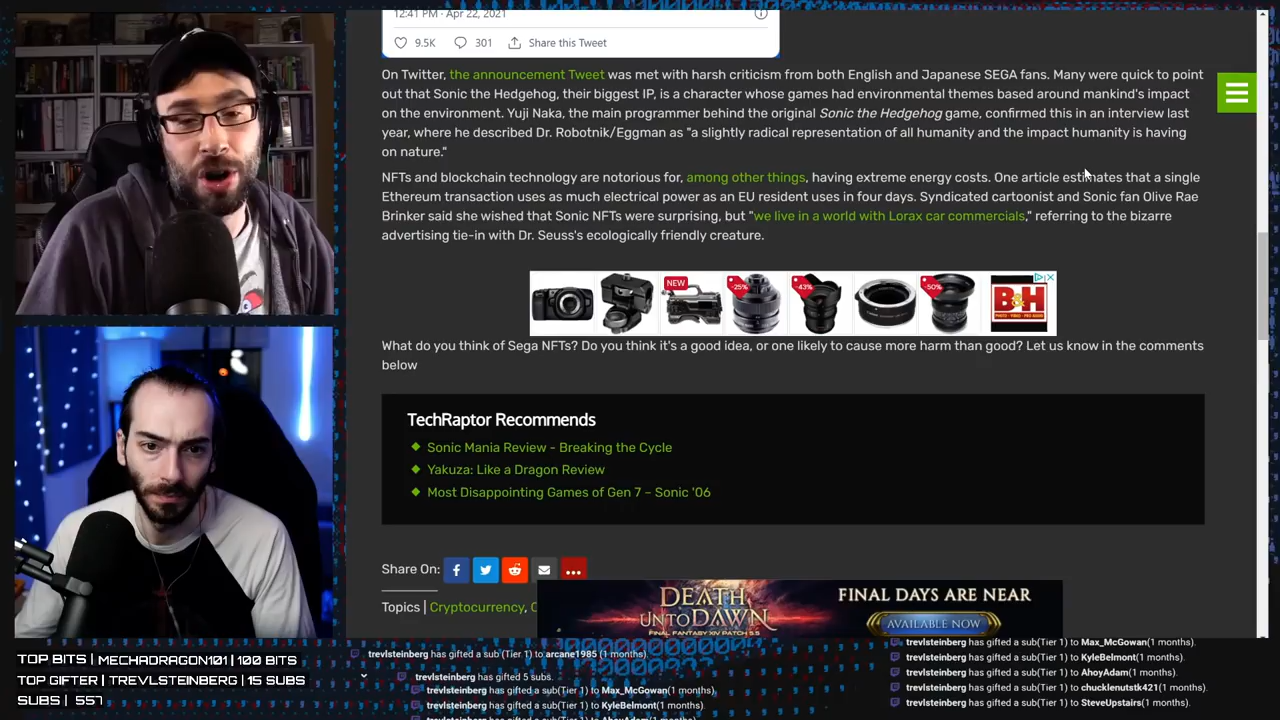 12:41 PM · Apr 22, 2021
9.5K 301 Share this Tweet
On Twitter, the announcement Tweet was met with harsh criticism from both English and Japanese SEGA fans. Many were quick to point
out that Sonic the Hedgehog, their biggest IP, is a character whose games had environmental themes based around mankind's impact
on the environment. Yuji Naka, the main programmer behind the original Sonic the Hedgehog game, confirmed this in an interview last
year, where he described Dr. Robotnik/Eggman as "a slightly radical representation of all humanity and the impact humanity is having
on nature."
NFTs and blockchain technology are notorious for, among other things, having extreme energy costs. One article estimates that a single
Ethereum transaction uses as much electrical power as an EU resident uses in four days. Syndicated cartoonist and Sonic fan Olive Rae
Brinker said she wished that Sonic NFTs were surprising, but "we live in a world with Lorax car commercials," referring to the bizarre
advertising tie-in with Dr. Seuss's ecologically friendly creature.
NEW -25% -43% -50% B&H
PHOTO · VIDEO · PRO AUDIO
What do you think of Sega NFTs? Do you think it's a good idea, or one likely to cause more harm than good? Let us know in the comments
below
TechRaptor Recommends
Sonic Mania Review - Breaking the Cycle
Yakuza: Like a Dragon Review
Most Disappointing Games of Gen 7 – Sonic '06
Share On:
Topics | Cryptocurrency,
DEATH
UNTO DAWN
FINAL FANTASY XIV PATCH 5.5
FINAL DAYS ARE NEAR
AVAILABLE NOW
TOP BITS | MECHADRAGON101 | 100 BITS
TOP GIFTER | TREVLSTEINBERG | 15 SUBS
SUBS | 557
trevlsteinberg has gifted a sub (Tier 1) to arcane1985 (1 months).
trevlsteinberg has gifted 5 subs.
trevlsteinberg has gifted a sub(Tier 1) to Max_McGowan(1 months).
trevlsteinberg has gifted a sub(Tier 1) to KyleBelmont(1 months).
trevlsteinberg has gifted a sub(Tier 1) to AhoyAdam(1 months).
trevlsteinberg has gifted a sub(Tier 1) to Max_McGowan(1 months).
trevlsteinberg has gifted a sub(Tier 1) to KyleBelmont(1 months).
trevlsteinberg has gifted a sub(Tier 1) to AhoyAdam(1 months).
trevlsteinberg has gifted a sub(Tier 1) to chucklenutstk421(1 months).
trevlsteinberg has gifted a sub(Tier 1) to SteveUpstairs(1 months).